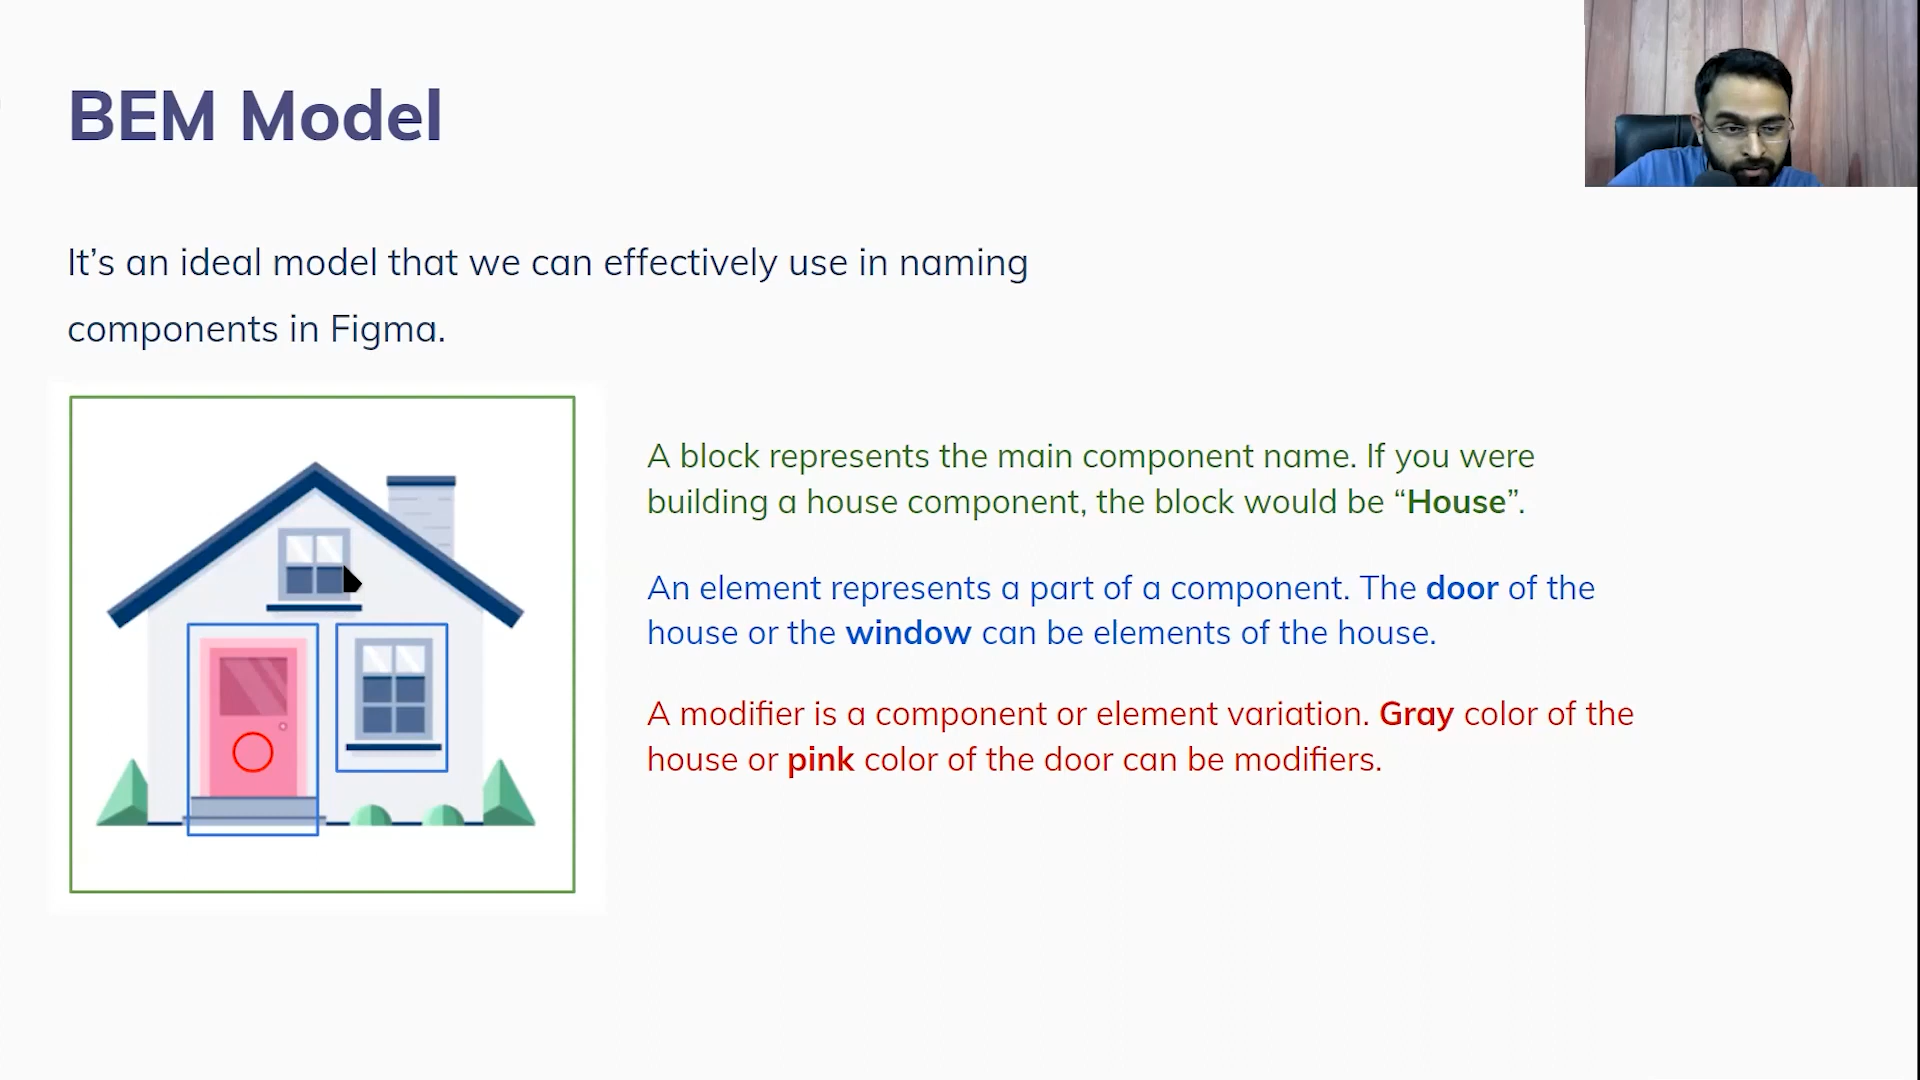 BEM Model
It’s an ideal model that we can effectively use in naming
components in Figma.
A block represents the main component name. If you were
building a house component, the block would be “House”.
An element represents a part of a component. The door of the
house or the window can be elements of the house.
A modifier is a component or element variation. Gray color of the
house or pink color of the door can be modifiers.